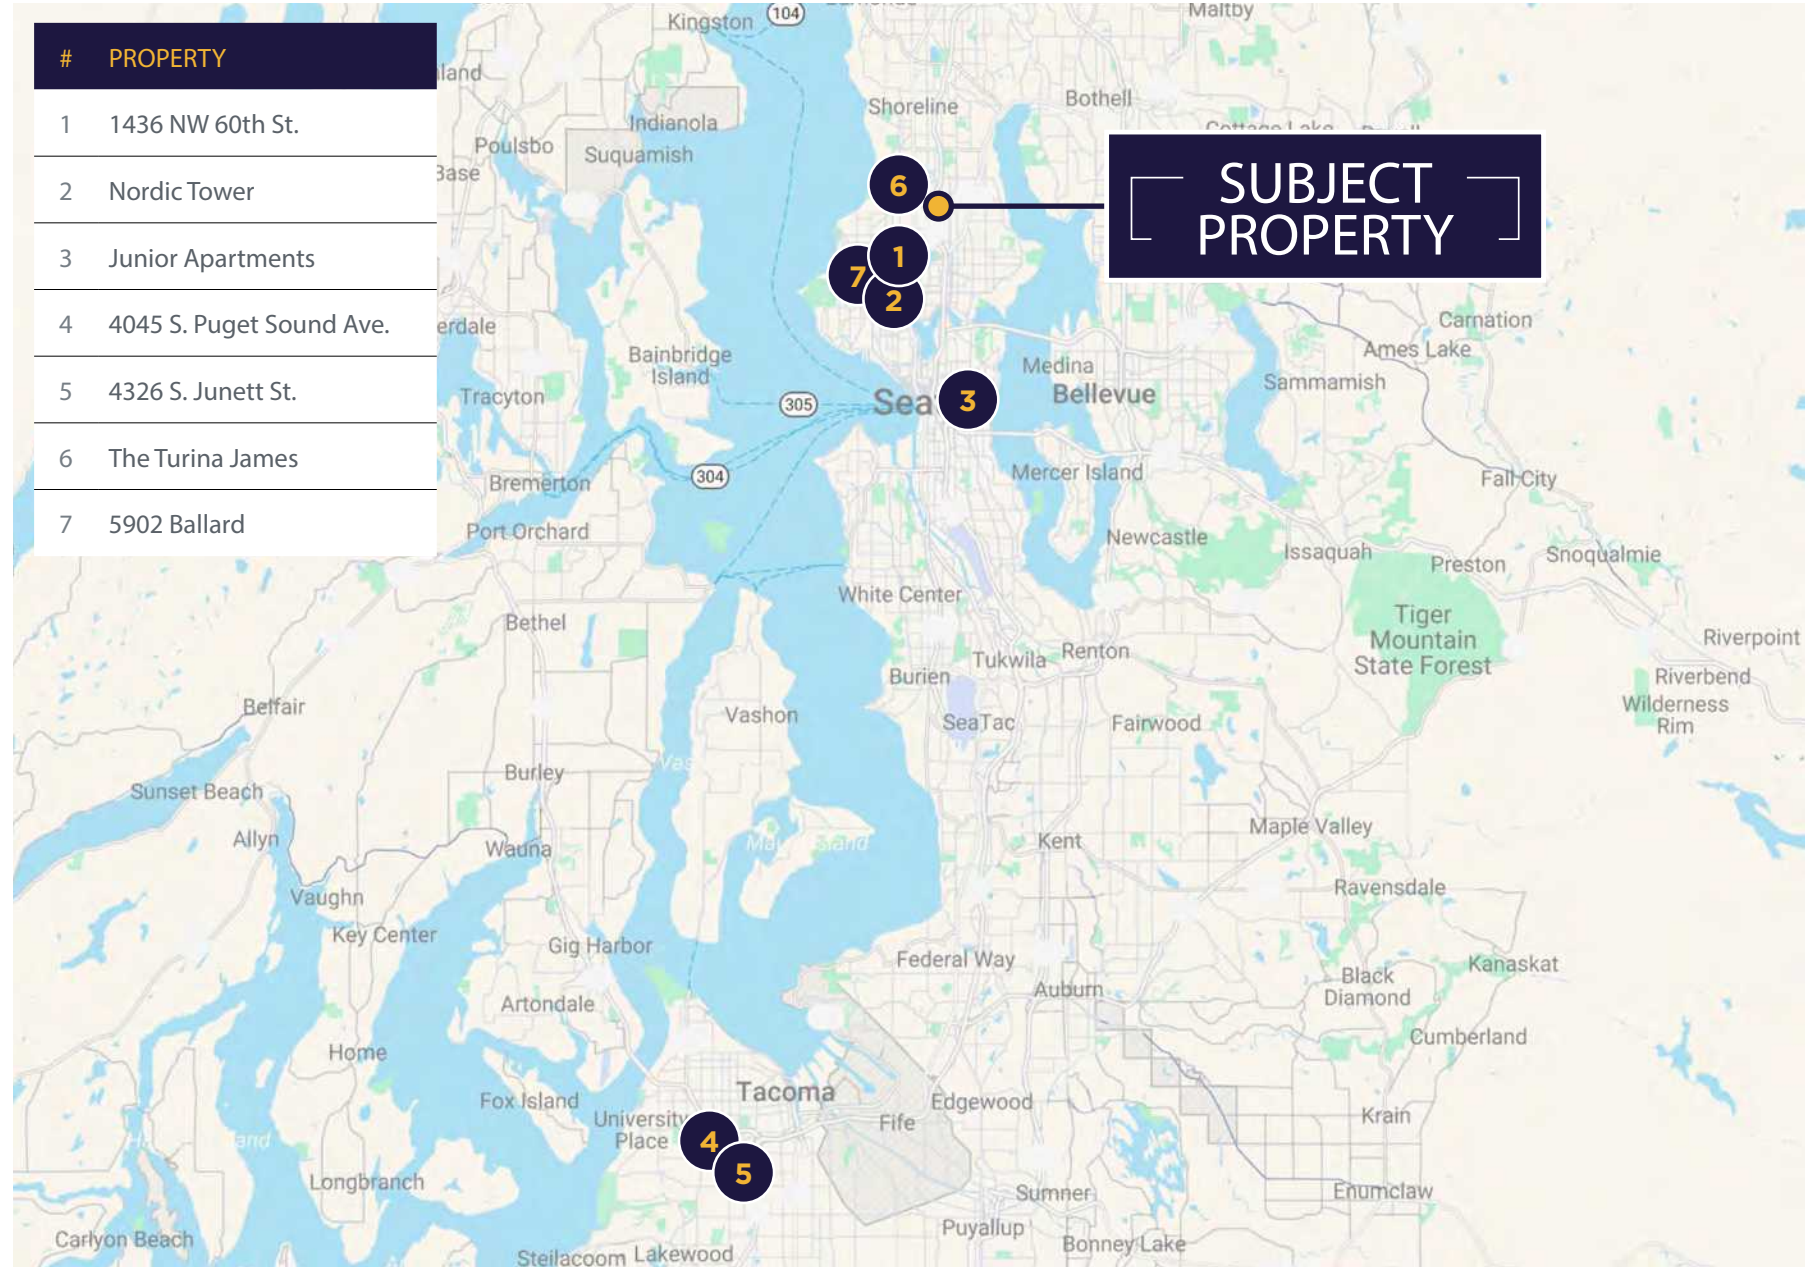 # PROPERTY
1 1436 NW 60th St.
2 Nordic Tower
3 Junior Apartments
4 4045 S. Puget Sound Ave.
5 4326 S. Junett St.
6 The Turina James
7 5902 Ballard
SUBJECT
PROPERTY
Kingston
104
Maltby
Shoreline
Bothell
Indianola
Poulsbo
Suquamish
6
1
7
2
Carnation
Ames Lake
Bainbridge
Island
Medina
Bellevue
Sammamish
Tracyton
305
3
Bremerton
304
Mercer Island
Fall City
Port Orchard
Newcastle
Issaquah
Preston
Snoqualmie
White Center
Bethel
Tiger
Mountain
State Forest
Riverpoint
Tukwila
Renton
Burien
Riverbend
Wilderness
Rim
Belfair
Vashon
SeaTac
Fairwood
Burley
Sunset Beach
Allyn
Wauna
Kent
Maple Valley
Vaughn
Ravensdale
Key Center
Gig Harbor
Federal Way
Black
Diamond
Kanaskat
Artondale
Auburn
Cumberland
Home
Tacoma
Fox Island
University
Place
Fife
Edgewood
Krain
4
5
Longbranch
Sumner
Enumclaw
Puyallup
Carlyon Beach
Steilacoom
Lakewood
Bonney Lake